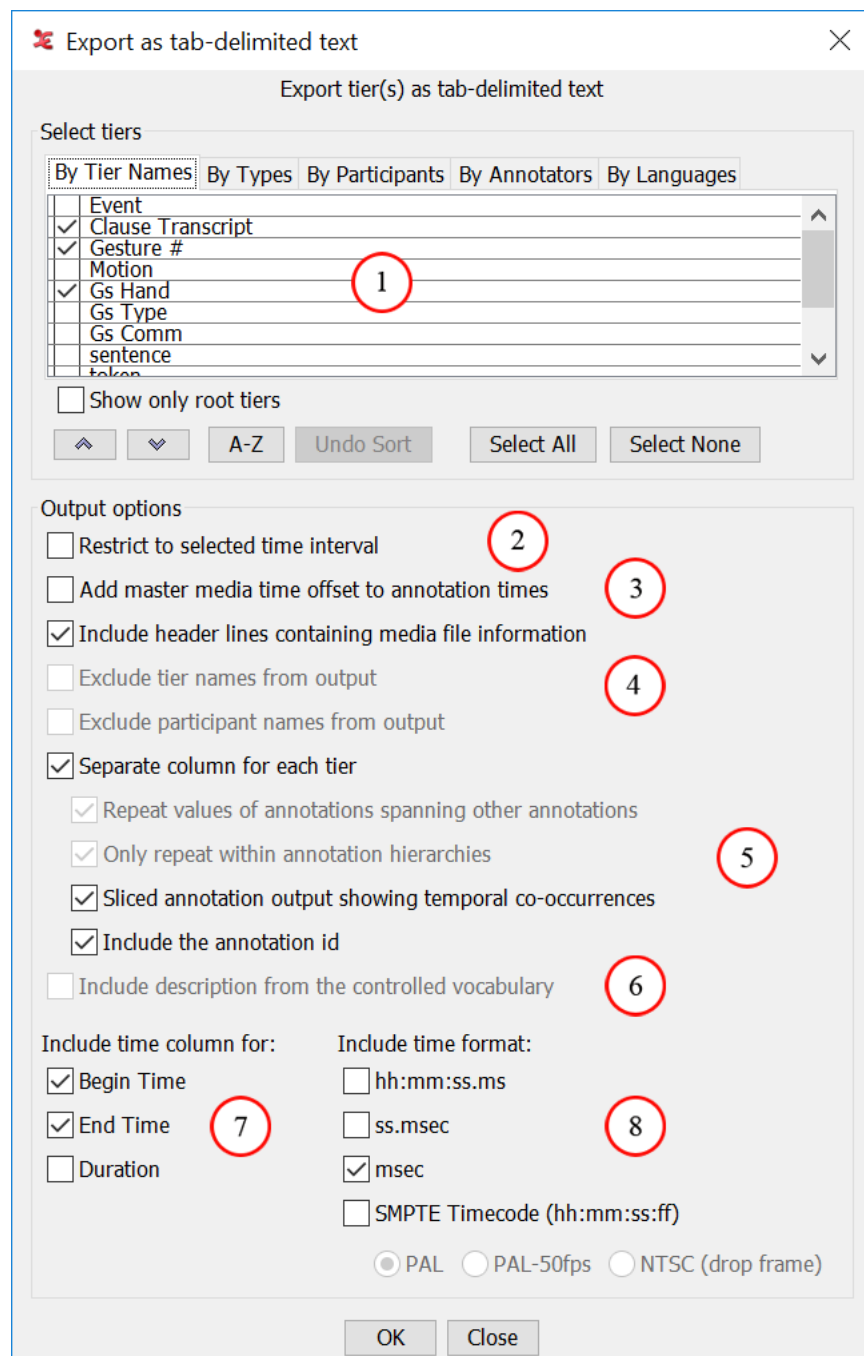 Export as tab-delimited text
Export tier(s) as tab-delimited text
Select tiers
By Tier Names By Types By Participants By Annotators By Languages
Event
Clause Transcript
Gesture #
Motion
1
Gs Hand
Gs Type
Gs Comm
sentence
token
Show only root tiers
A-Z Undo Sort Select All Select None
Output options
Restrict to selected time interval 2
Add master media time offset to annotation times 3
Include header lines containing media file information
Exclude tier names from output 4
Exclude participant names from output
Separate column for each tier
Repeat values of annotations spanning other annotations
Only repeat within annotation hierarchies 5
Sliced annotation output showing temporal co-occurrences
Include the annotation id
Include description from the controlled vocabulary 6
Include time column for: Include time format:
Begin Time hh:mm:ss.ms
End Time 7 ss.msec 8
Duration msec
SMPTE Timecode (hh:mm:ss:ff)
PAL PAL-50fps NTSC (drop frame)
OK Close